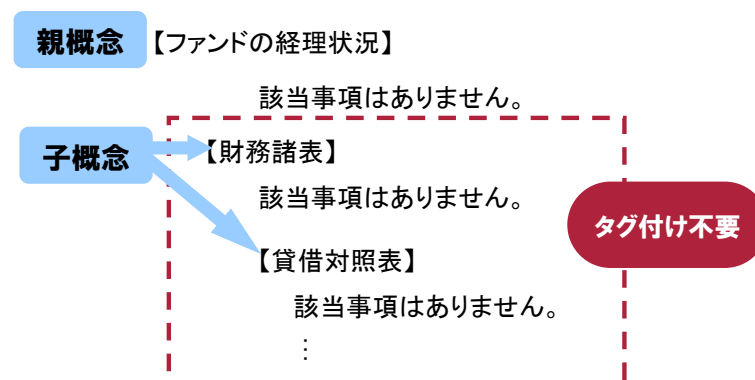 親概念 【ファンドの経理状況】
該当事項はありません。
子概念 【財務諸表】
該当事項はありません。
タグ付け不要
【貸借対照表】
該当事項はありません。
⋮